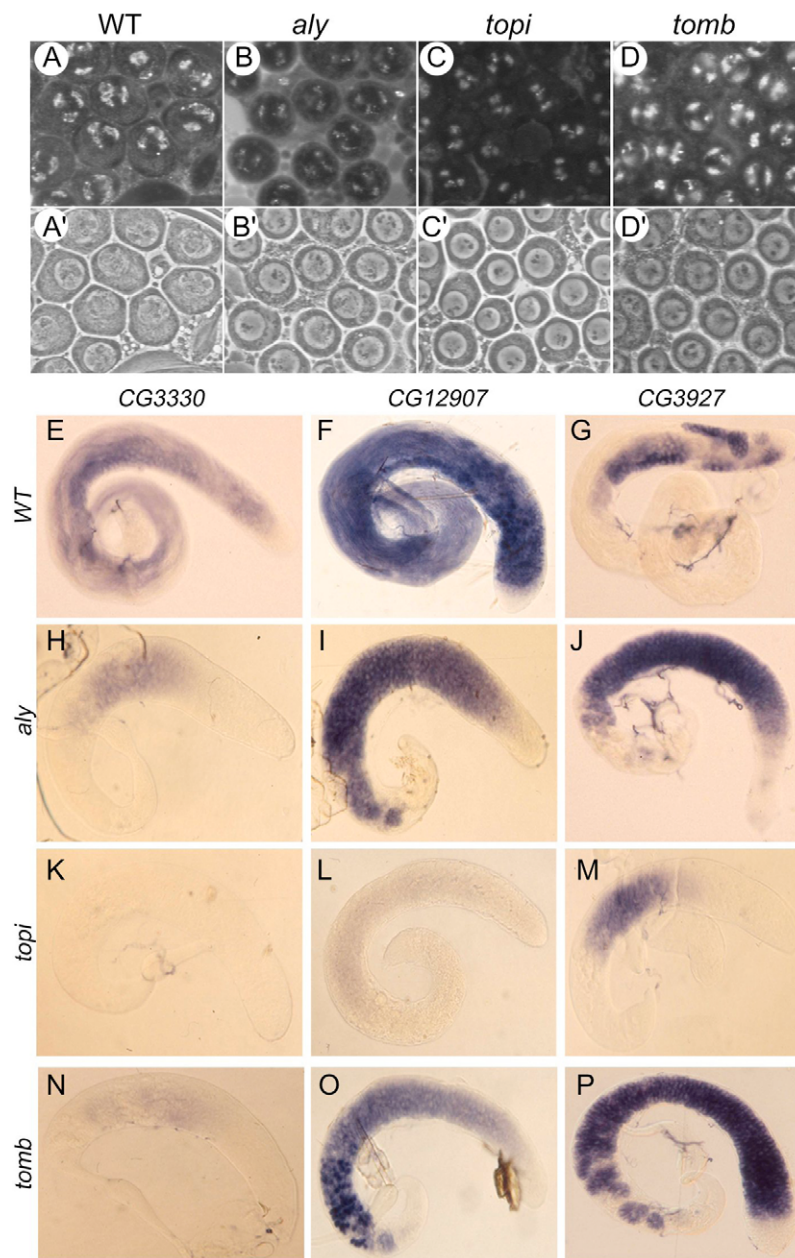 WT aly topi tomb
A B C D
A' B' C' D'
CG3330 CG12907 CG3927
WT E F G
aly H I J
topi K L M
tomb N O P